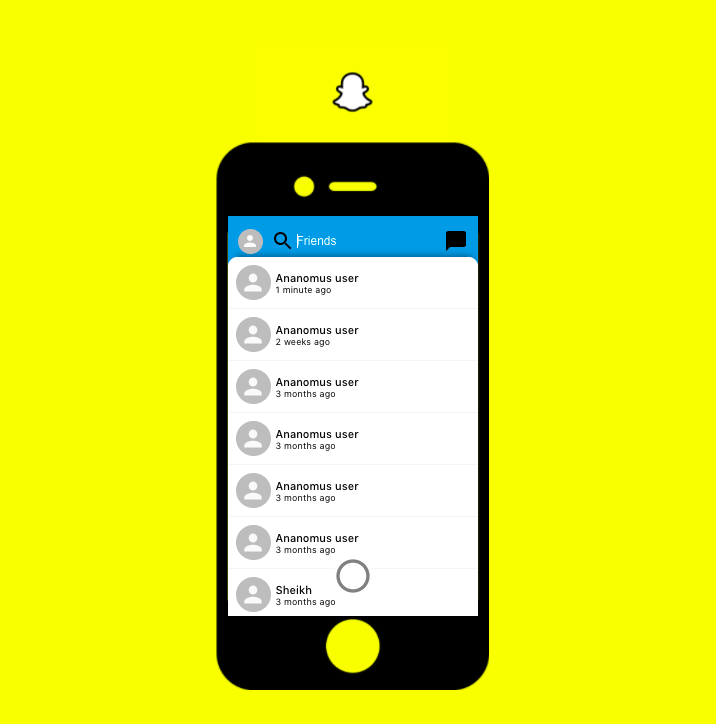 Friends
Ananomus user
1 minute ago
Ananomus user
2 weeks ago
Ananomus user
3 months ago
Ananomus user
3 months ago
Ananomus user
3 months ago
Ananomus user
3 months ago
Sheikh
3 months ago